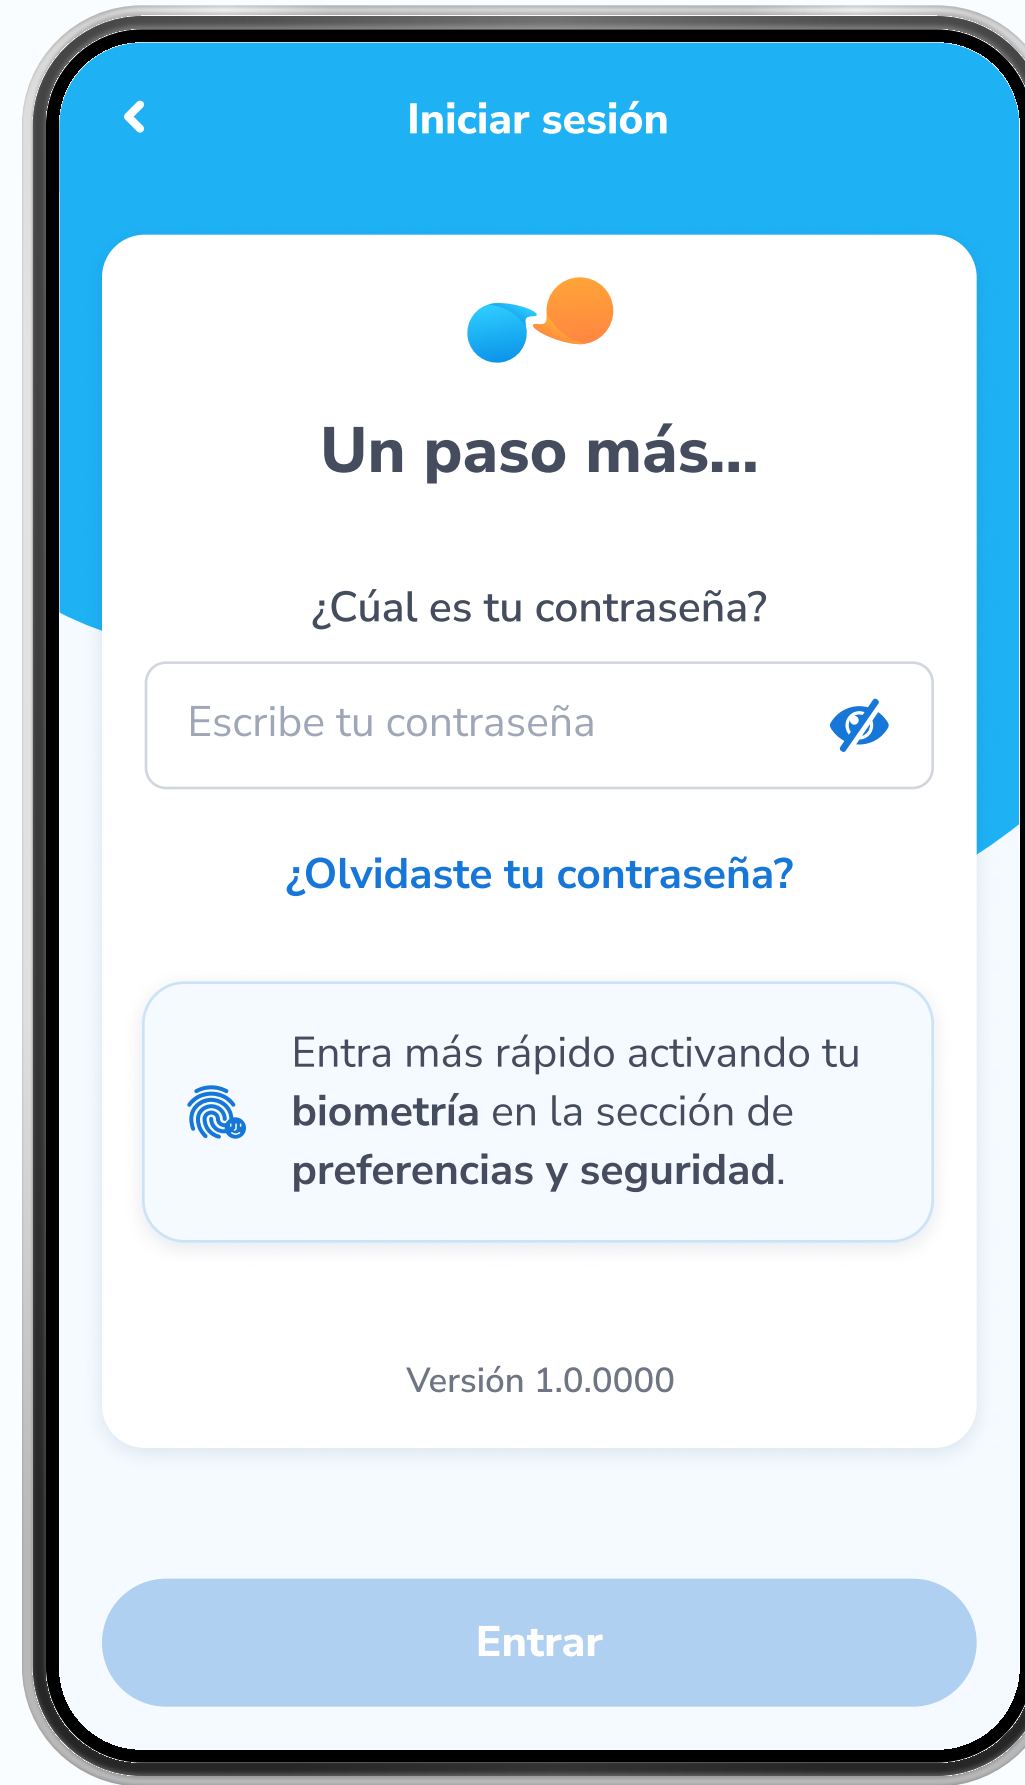 Iniciar sesión
Un paso más...
¿Cúal es tu contraseña?
Escribe tu contraseña
¿Olvidaste tu contraseña?
Entra más rápido activando tu
biometría en la sección de
preferencias y seguridad.
Versión 1.0.0000
Entrar